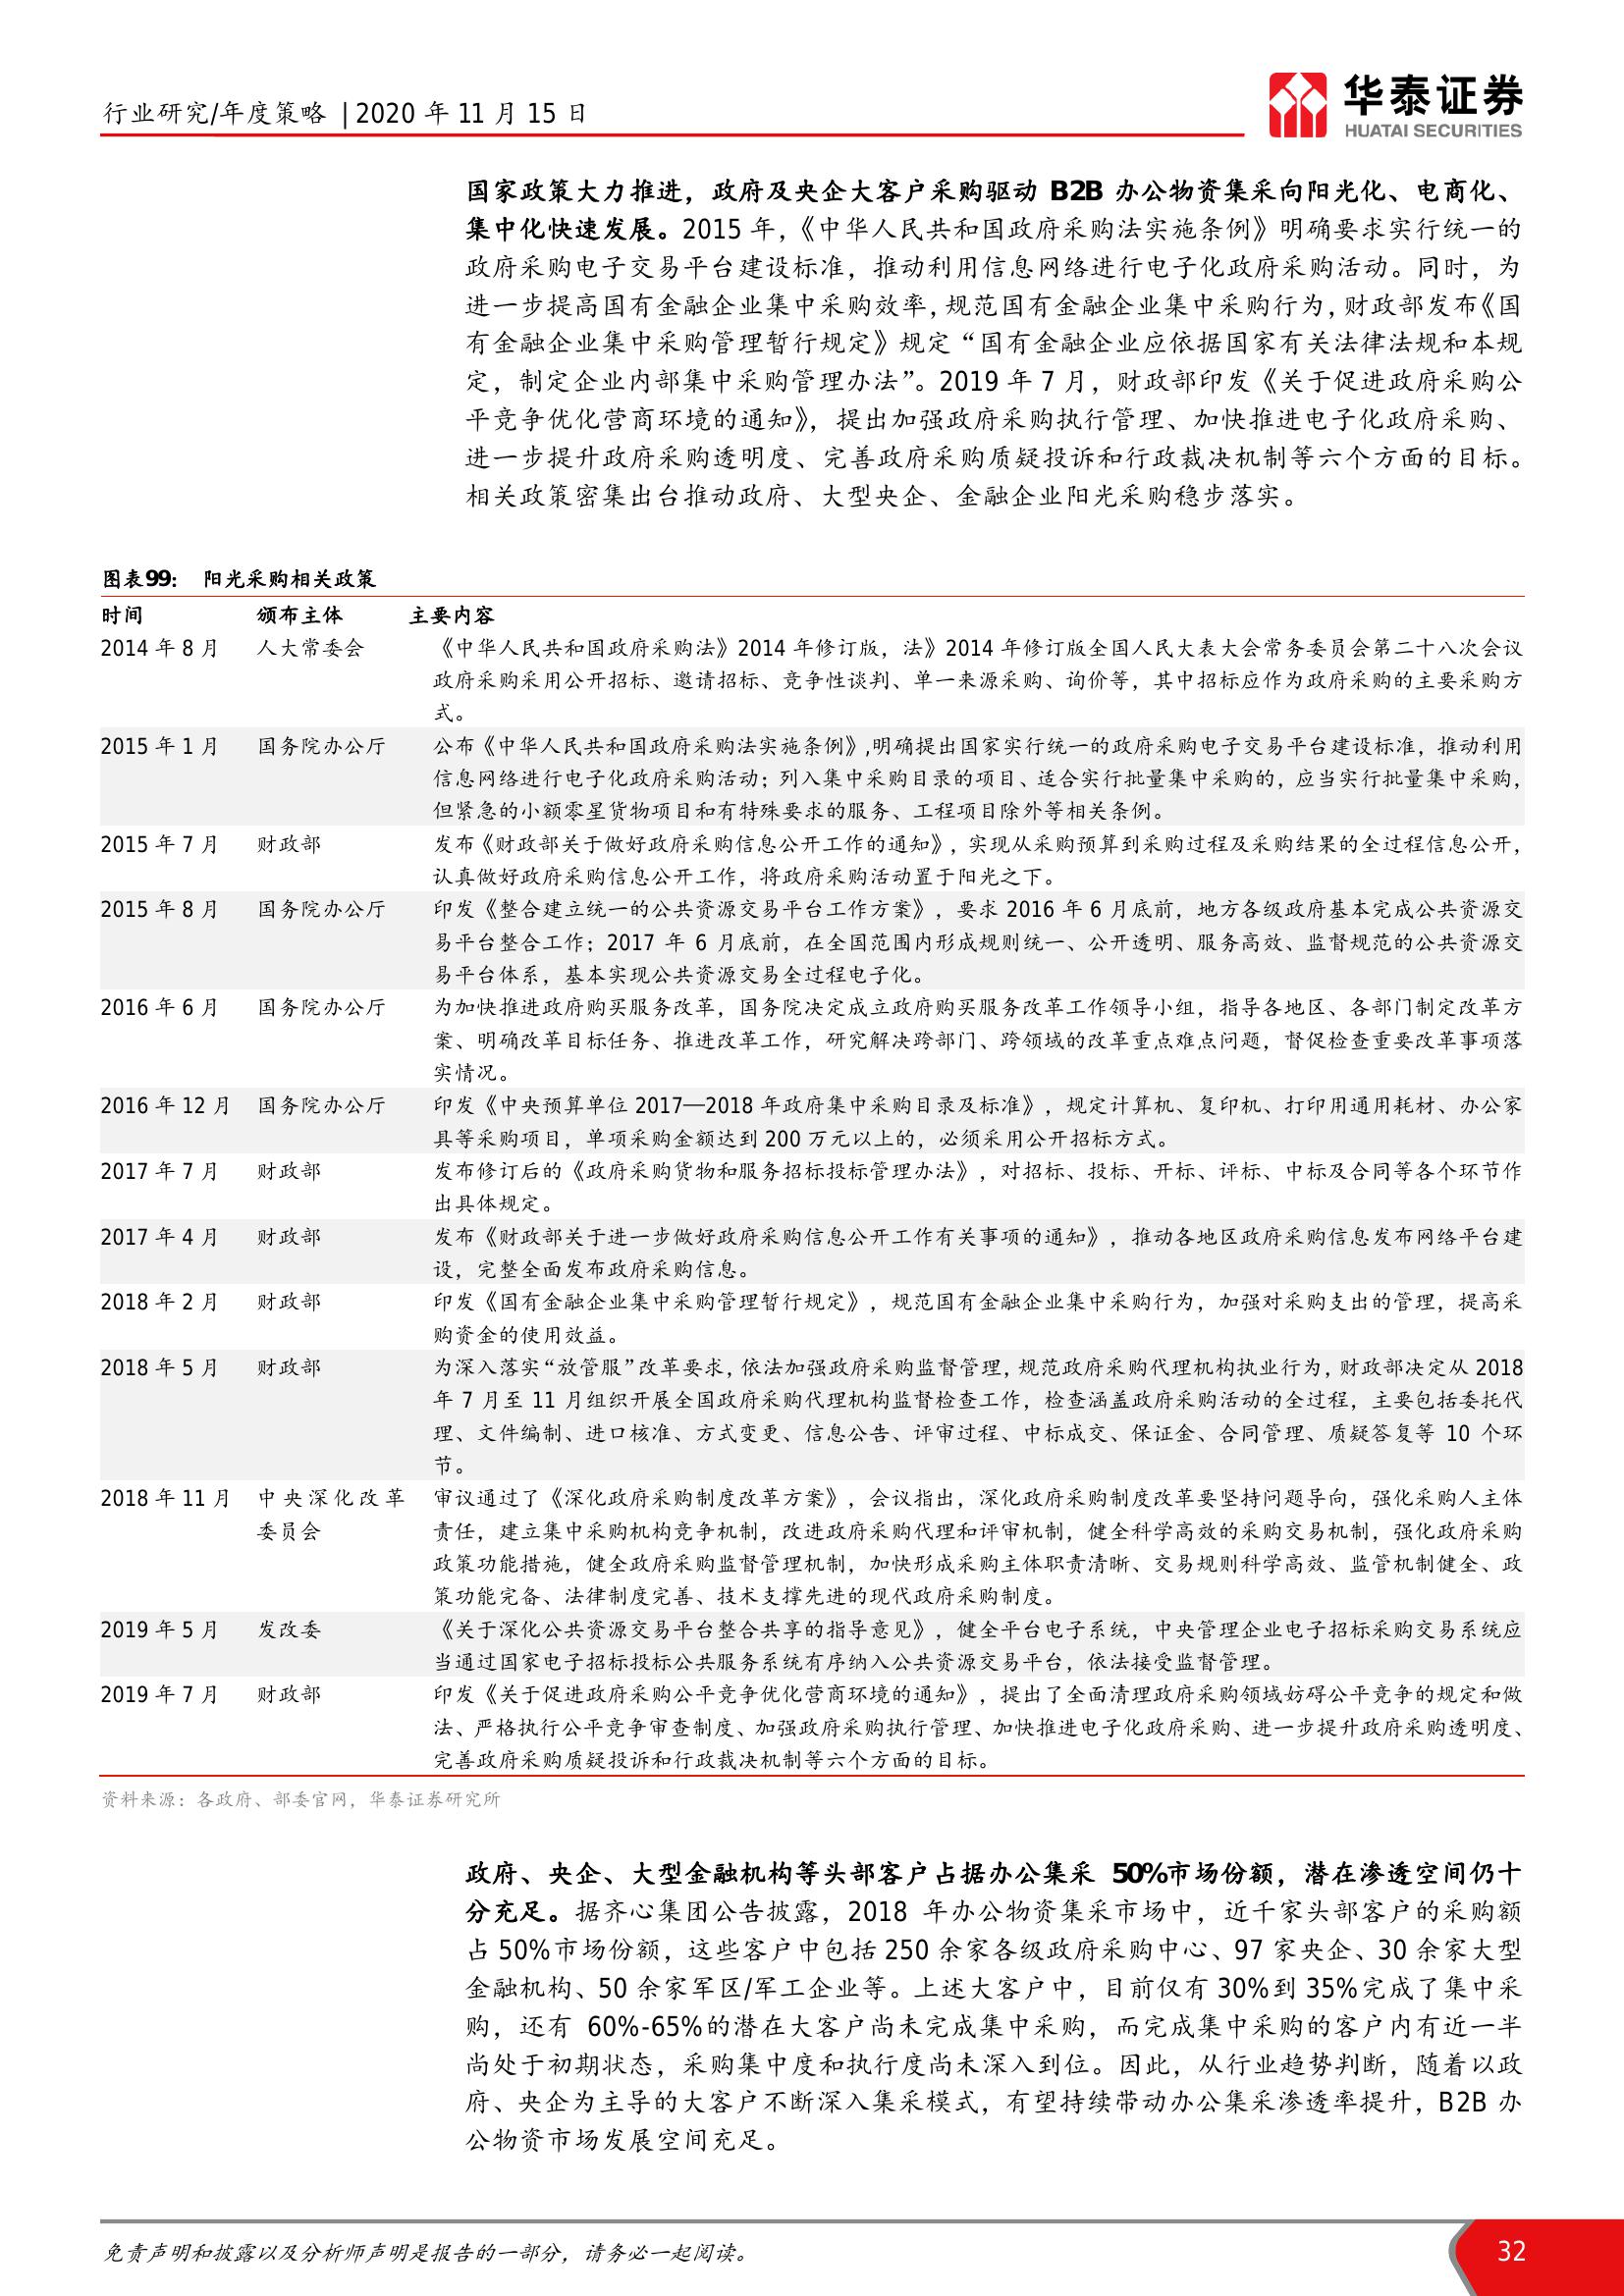 行业研究/年度策略 | 2020 年 11 月 15 日
华泰证券
HUATAI SECURITIES
国家政策大力推进，政府及央企大客户采购驱动 B2B 办公物资集采向阳光化、电商化、
集中化快速发展。2015 年，《中华人民共和国政府采购法实施条例》明确要求实行统一的
政府采购电子交易平台建设标准，推动利用信息网络进行电子化政府采购活动。同时，为
进一步提高国有金融企业集中采购效率，规范国有金融企业集中采购行为，财政部发布《国
有金融企业集中采购管理暂行规定》规定“国有金融企业应依据国家有关法律法规和本规
定，制定企业内部集中采购管理办法”。2019 年 7 月，财政部印发《关于促进政府采购公
平竞争优化营商环境的通知》，提出加强政府采购执行管理、加快推进电子化政府采购、
进一步提升政府采购透明度、完善政府采购质疑投诉和行政裁决机制等六个方面的目标。
相关政策密集出台推动政府、大型央企、金融企业阳光采购稳步落实。
图表99： 阳光采购相关政策
时间 颁布主体 主要内容
2014 年 8 月 人大常委会 《中华人民共和国政府采购法》2014 年修订版，法》2014 年修订版全国人民大表大会常务委员会第二十八次会议
政府采购采用公开招标、邀请招标、竞争性谈判、单一来源采购、询价等，其中招标应作为政府采购的主要采购方
式。
2015 年 1 月 国务院办公厅 公布《中华人民共和国政府采购法实施条例》,明确提出国家实行统一的政府采购电子交易平台建设标准，推动利用
信息网络进行电子化政府采购活动；列入集中采购目录的项目、适合实行批量集中采购的，应当实行批量集中采购，
但紧急的小额零星货物项目和有特殊要求的服务、工程项目除外等相关条例。
2015 年 7 月 财政部 发布《财政部关于做好政府采购信息公开工作的通知》，实现从采购预算到采购过程及采购结果的全过程信息公开，
认真做好政府采购信息公开工作，将政府采购活动置于阳光之下。
2015 年 8 月 国务院办公厅 印发《整合建立统一的公共资源交易平台工作方案》，要求 2016 年 6 月底前，地方各级政府基本完成公共资源交
易平台整合工作；2017 年 6 月底前，在全国范围内形成规则统一、公开透明、服务高效、监督规范的公共资源交
易平台体系，基本实现公共资源交易全过程电子化。
2016 年 6 月 国务院办公厅 为加快推进政府购买服务改革，国务院决定成立政府购买服务改革工作领导小组，指导各地区、各部门制定改革方
案、明确改革目标任务、推进改革工作，研究解决跨部门、跨领域的改革重点难点问题，督促检查重要改革事项落
实情况。
2016 年 12 月 国务院办公厅 印发《中央预算单位 2017—2018 年政府集中采购目录及标准》，规定计算机、复印机、打印用通用耗材、办公家
具等采购项目，单项采购金额达到 200 万元以上的，必须采用公开招标方式。
2017 年 7 月 财政部 发布修订后的《政府采购货物和服务招标投标管理办法》，对招标、投标、开标、评标、中标及合同等各个环节作
出具体规定。
2017 年 4 月 财政部 发布《财政部关于进一步做好政府采购信息公开工作有关事项的通知》，推动各地区政府采购信息发布网络平台建
设，完整全面发布政府采购信息。
2018 年 2 月 财政部 印发《国有金融企业集中采购管理暂行规定》，规范国有金融企业集中采购行为，加强对采购支出的管理，提高采
购资金的使用效益。
2018 年 5 月 财政部 为深入落实“放管服”改革要求，依法加强政府采购监督管理，规范政府采购代理机构执业行为，财政部决定从 2018
年 7 月至 11 月组织开展全国政府采购代理机构监督检查工作，检查涵盖政府采购活动的全过程，主要包括委托代
理、文件编制、进口核准、方式变更、信息公告、评审过程、中标成交、保证金、合同管理、质疑答复等 10 个环
节。
2018 年 11 月 中央深化改革 审议通过了《深化政府采购制度改革方案》，会议指出，深化政府采购制度改革要坚持问题导向，强化采购人主体
委员会 责任，建立集中采购机构竞争机制，改进政府采购代理和评审机制，健全科学高效的采购交易机制，强化政府采购
政策功能措施，健全政府采购监督管理机制，加快形成采购主体职责清晰、交易规则科学高效、监管机制健全、政
策功能完备、法律制度完善、技术支撑先进的现代政府采购制度。
2019 年 5 月 发改委 《关于深化公共资源交易平台整合共享的指导意见》，健全平台电子系统，中央管理企业电子招标采购交易系统应
当通过国家电子招标投标公共服务系统有序纳入公共资源交易平台，依法接受监督管理。
2019 年 7 月 财政部 印发《关于促进政府采购公平竞争优化营商环境的通知》，提出了全面清理政府采购领域妨碍公平竞争的规定和做
法、严格执行公平竞争审查制度、加强政府采购执行管理、加快推进电子化政府采购、进一步提升政府采购透明度、
完善政府采购质疑投诉和行政裁决机制等六个方面的目标。
资料来源：各政府、部委官网，华泰证券研究所
政府、央企、大型金融机构等头部客户占据办公集采 50%市场份额，潜在渗透空间仍十
分充足。据齐心集团公告披露，2018 年办公物资集采市场中，近千家头部客户的采购额
占 50%市场份额，这些客户中包括 250 余家各级政府采购中心、97 家央企、30 余家大型
金融机构、50 余家军区/军工企业等。上述大客户中，目前仅有 30%到 35%完成了集中采
购，还有 60%-65%的潜在大客户尚未完成集中采购，而完成集中采购的客户内有近一半
尚处于初期状态，采购集中度和执行度尚未深入到位。因此，从行业趋势判断，随着以政
府、央企为主导的大客户不断深入集采模式，有望持续带动办公集采渗透率提升，B2B 办
公物资市场发展空间充足。
免责声明和披露以及分析师声明是报告的一部分，请务必一起阅读。
32